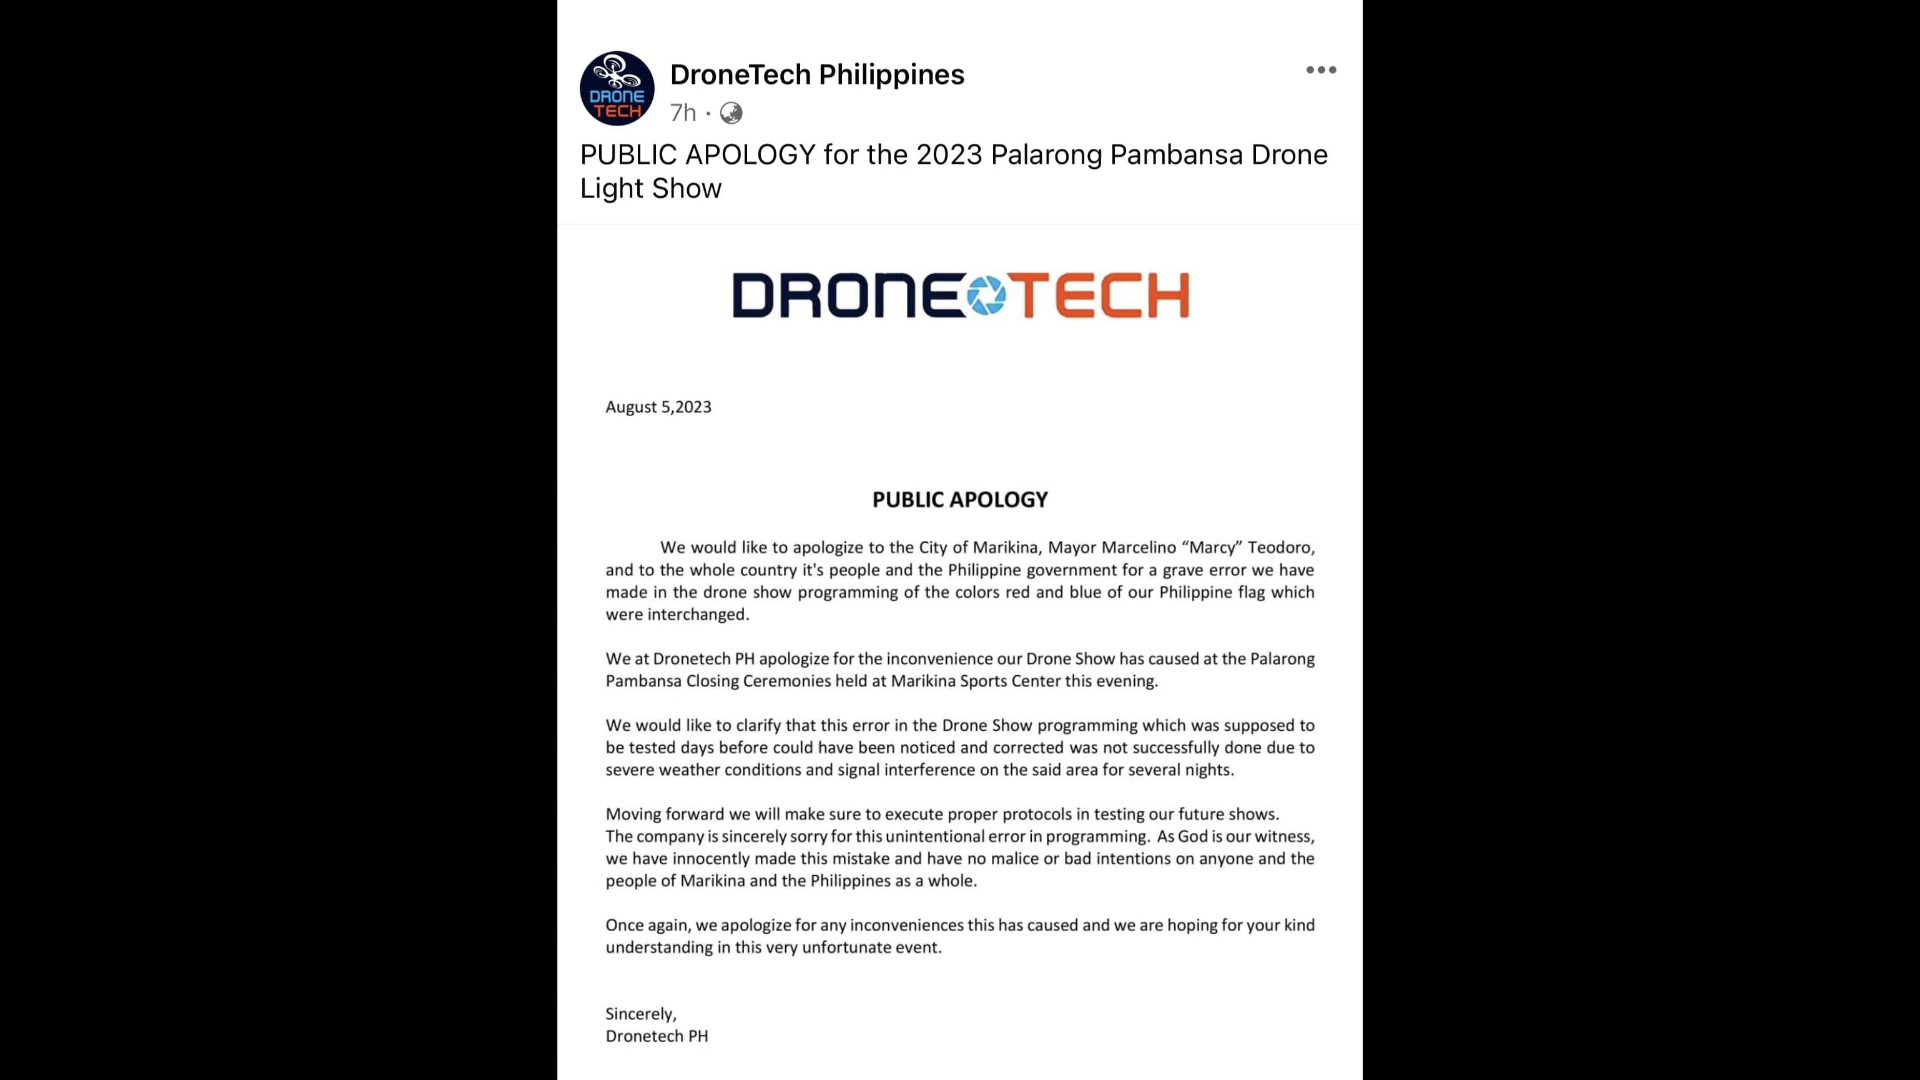 DRONE
TECH
DroneTech Philippines
7h ·
PUBLIC APOLOGY for the 2023 Palarong Pambansa Drone
Light Show
DRONE TECH
August 5,2023
PUBLIC APOLOGY
We would like to apologize to the City of Marikina, Mayor Marcelino “Marcy” Teodoro,
and to the whole country it's people and the Philippine government for a grave error we have
made in the drone show programming of the colors red and blue of our Philippine flag which
were interchanged.
We at Dronetech PH apologize for the inconvenience our Drone Show has caused at the Palarong
Pambansa Closing Ceremonies held at Marikina Sports Center this evening.
We would like to clarify that this error in the Drone Show programming which was supposed to
be tested days before could have been noticed and corrected was not successfully done due to
severe weather conditions and signal interference on the said area for several nights.
Moving forward we will make sure to execute proper protocols in testing our future shows.
The company is sincerely sorry for this unintentional error in programming. As God is our witness,
we have innocently made this mistake and have no malice or bad intentions on anyone and the
people of Marikina and the Philippines as a whole.
Once again, we apologize for any inconveniences this has caused and we are hoping for your kind
understanding in this very unfortunate event.
Sincerely,
Dronetech PH